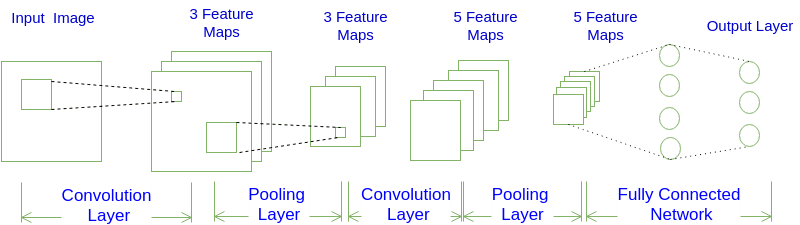 Input  Image
3 Feature
Maps
3 Feature
Maps
5 Feature
Maps
5 Feature
Maps
Output Layer
Convolution
Layer
Pooling
Layer
Convolution
Layer
Pooling
Layer
Fully Connected
Network